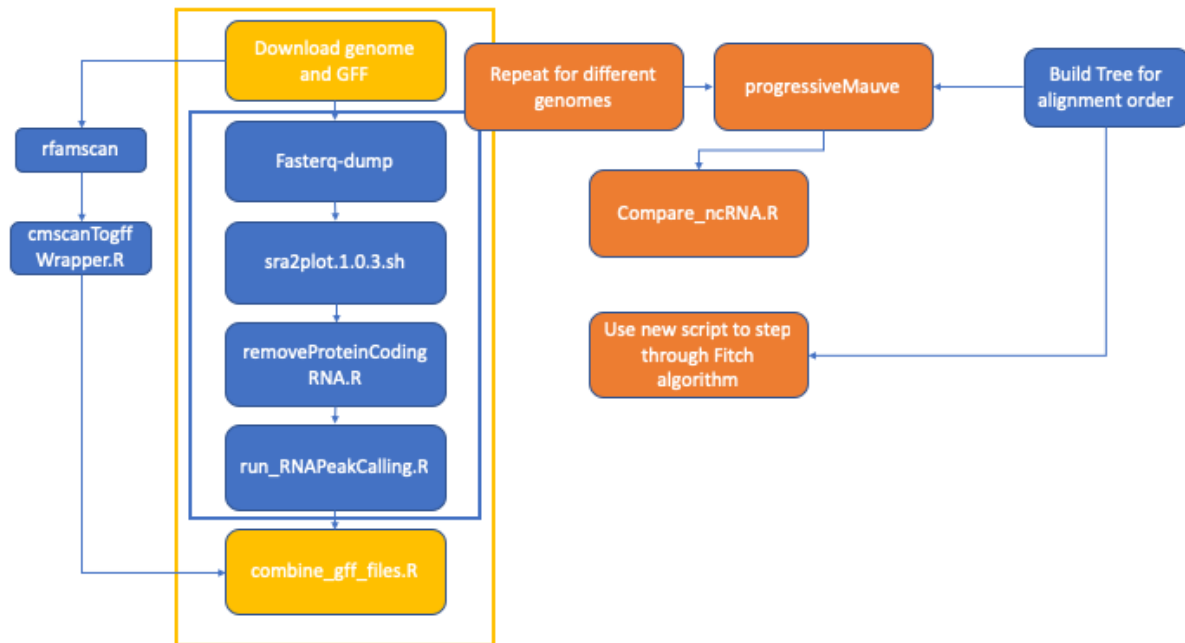 Download genome
and GFF
rfamscan
cmscanTogff
Wrapper.R
Fasterq-dump
sra2plot.1.0.3.sh
removeProteinCoding
RNA.R
run_RNAPeakCalling.R
combine_gff_files.R
Repeat for different
genomes
progressiveMauve
Build Tree for
alignment order
Compare_ncRNA.R
Use new script to step
through Fitch
algorithm